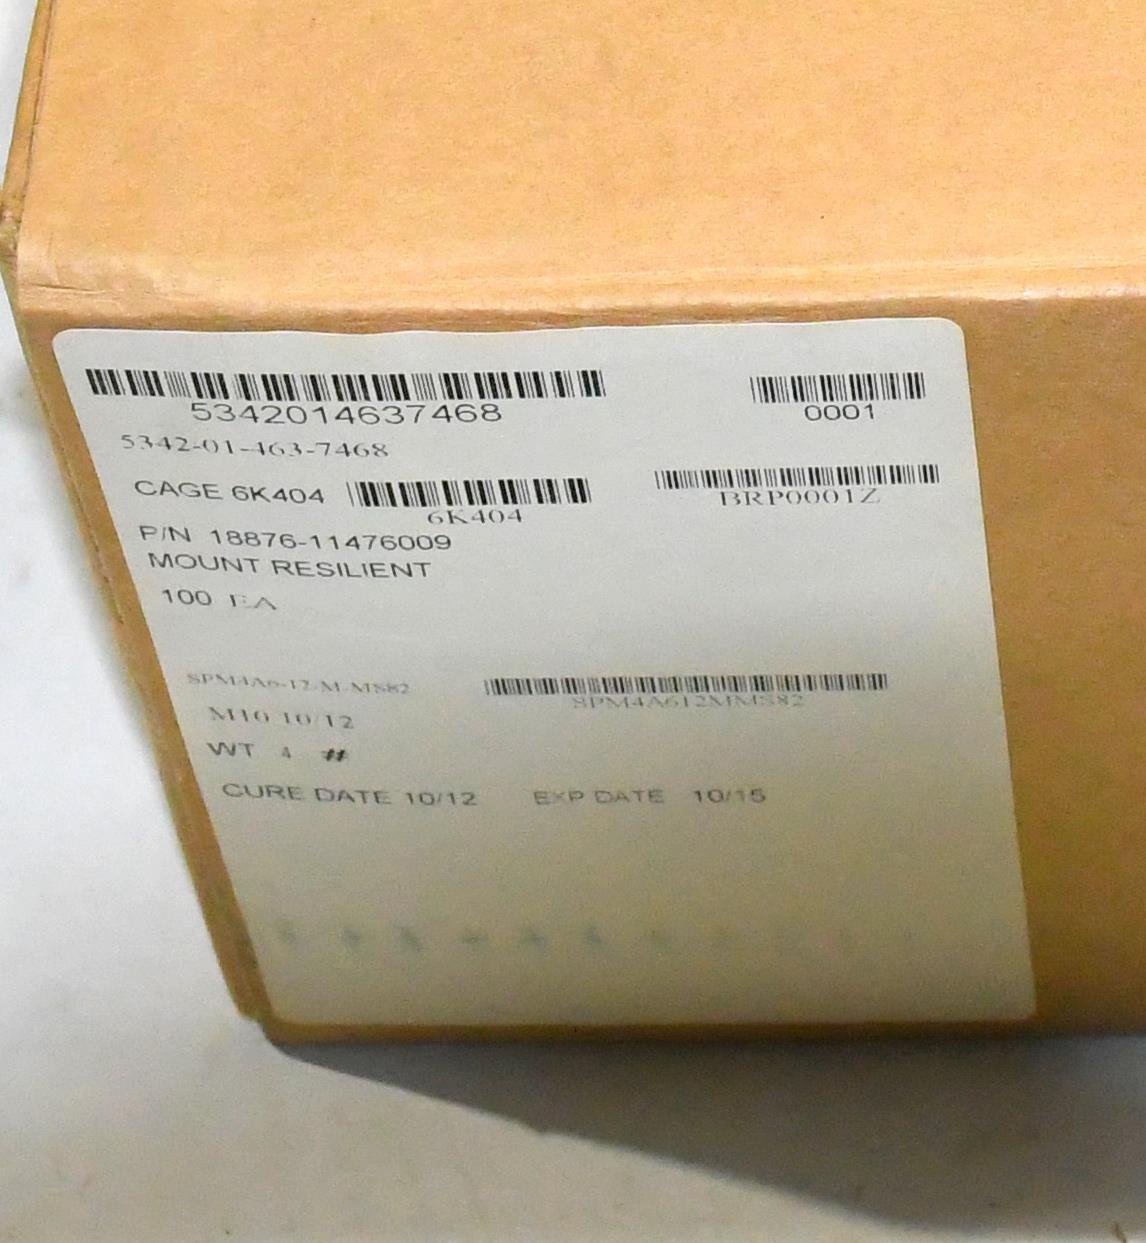 5342014637468
0001
5342-01-463-7468
CAGE 6K404
6K404
BRP0001Z
P/N 18876-11476009
MOUNT RESILIENT
100 EA
SPM4A6-12-M-MS82
SPM4A612MMS82
M10 10/12
WT 4 #
CURE DATE 10/12 EXP DATE 10/15